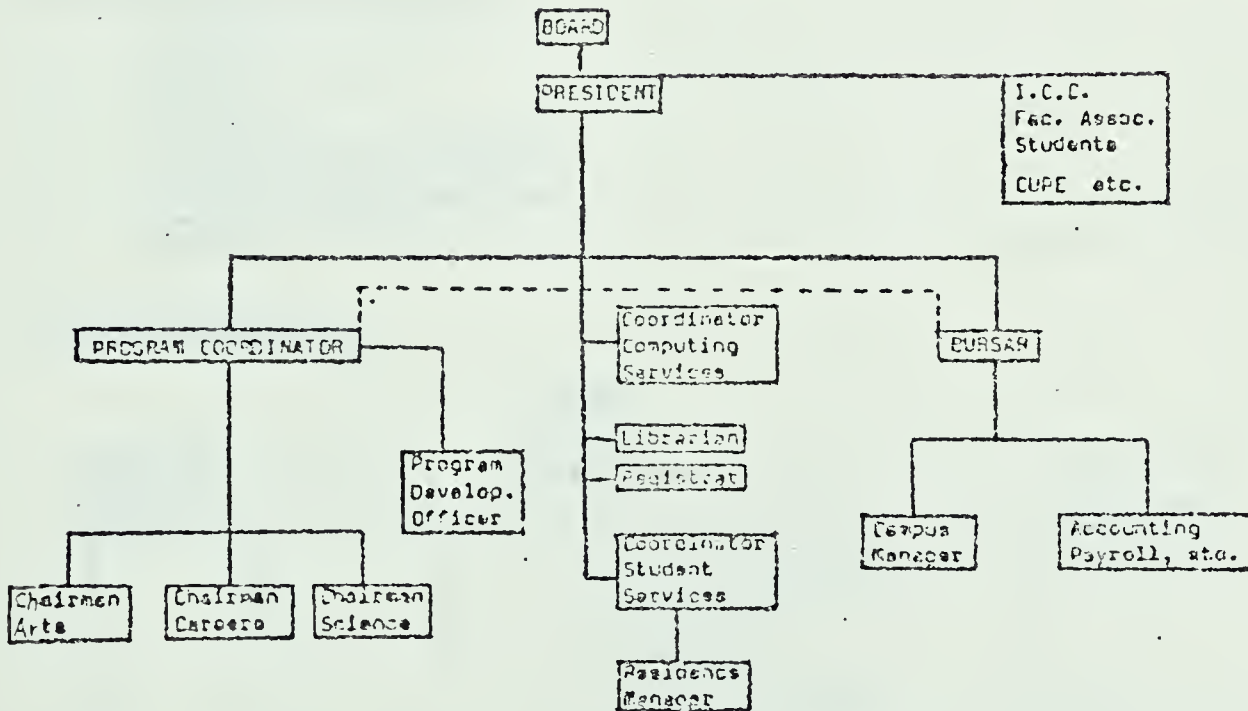 BOARD
PRESIDENT
I.C.C.
Fac. Assoc.
Students
CUPE etc.
PROGRAM COORDINATOR
Coordinator
Computing
Services
BURSAR
Librarian
Registrat
Program
Develop.
Officer
Campus
Manager
Accounting
Payroll, etc.
Coordinator
Student
Services
Chairman
Arts
Chairman
Careers
Chairman
Science
Residence
Manager